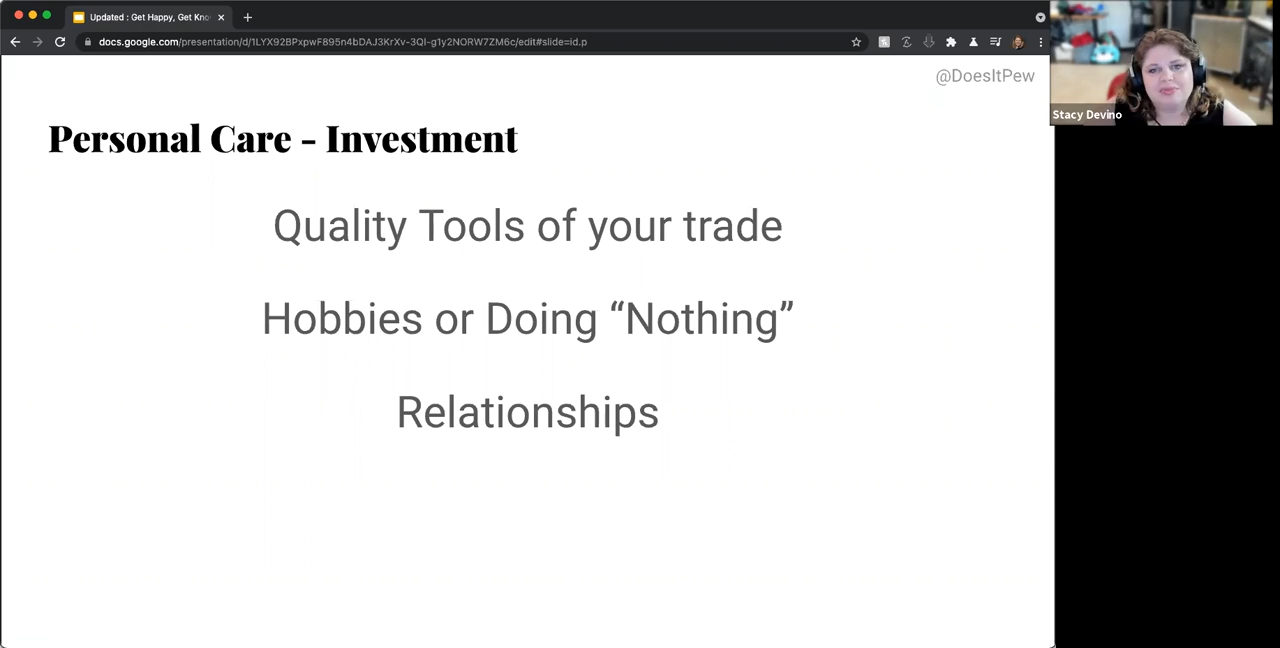 Updated : Get Happy, Get Kno
docs.google.com/presentation/d/1LYX92BPxpwF895n4bDAJ3KrXv-3QI-g1y2NORW7ZM6c/edit#slide=id.p
@DoesItPew
Stacy Devino
Personal Care - Investment
Quality Tools of your trade
Hobbies or Doing “Nothing”
Relationships